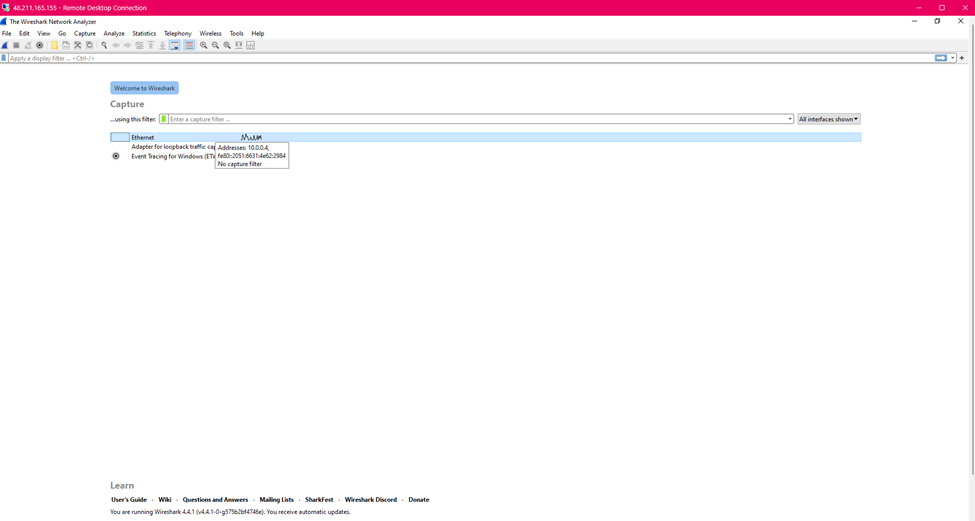 48.211.165.155 - Remote Desktop Connection
The Wireshark Network Analyzer
File Edit View Go Capture Analyze Statistics Telephony Wireless Tools Help
Apply a display filter ... <Ctrl-/>
Welcome to Wireshark
Capture
...using this filter: Enter a capture filter ... All interfaces shown
Ethernet
Adapter for loopback traffic cap
Addresses: 10.0.0.4,
Event Tracing for Windows (ETW
fe80::2051:6631:4e62:2984
No capture filter
Learn
User's Guide · Wiki · Questions and Answers · Mailing Lists · SharkFest · Wireshark Discord · Donate
You are running Wireshark 4.4.1 (v4.4.1-0-g575b2bf4746e). You receive automatic updates.